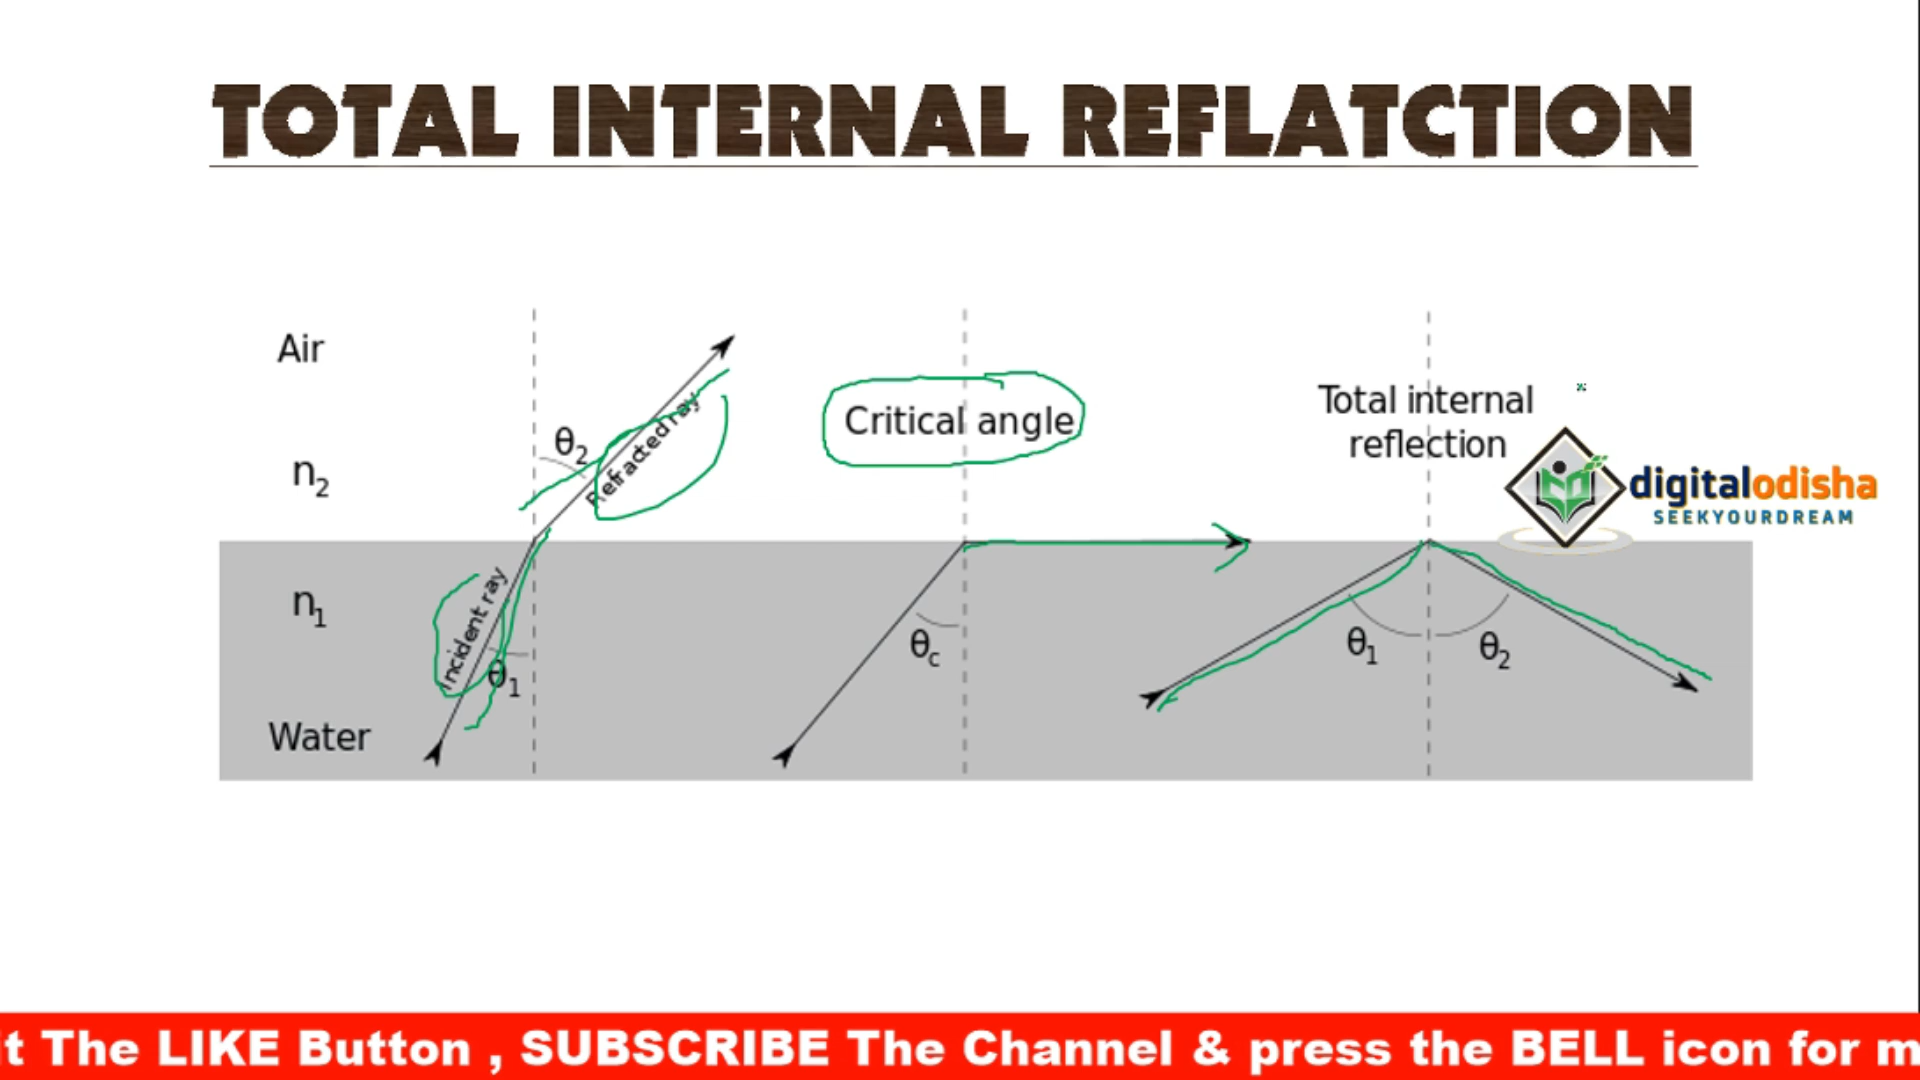 TOTAL INTERNAL REFLATCTION
Air
n2
θ2
Refracted ray
Critical angle
Total internal
reflection
digitalodisha
SEEKYOURDREAM
n1
Incident ray
θ1
θc
θ1
θ2
Water
it The LIKE Button , SUBSCRIBE The Channel & press the BELL icon for m